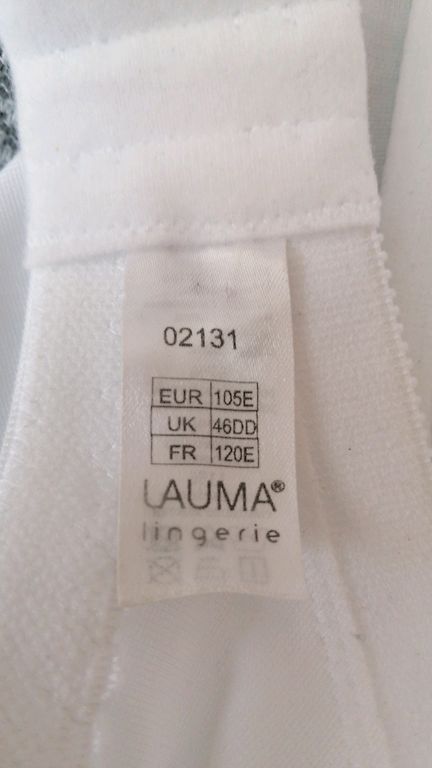 02131
EUR 105E
UK 46DD
FR 120E
LAUMA®
lingerie